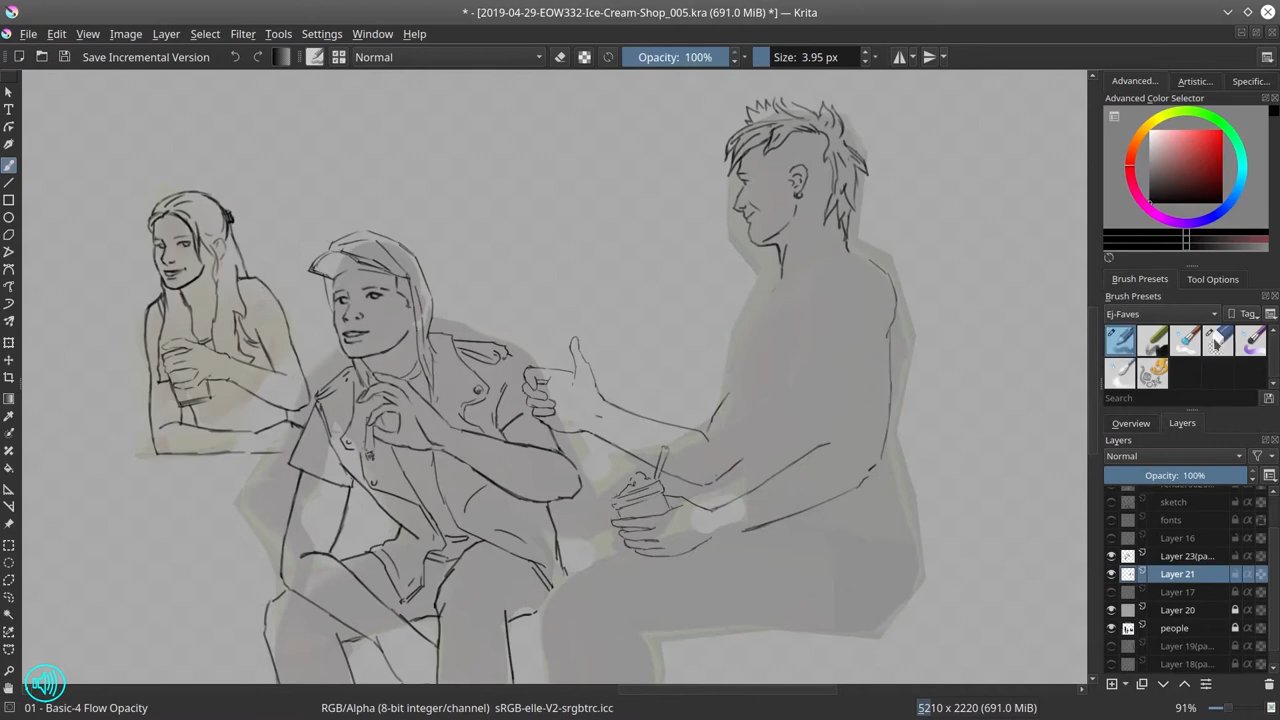 * - [2019-04-29-EOW332-Ice-Cream-Shop_005.kra (691.0 MiB) *] - Krita
File Edit View Image Layer Select Filter Tools Settings Window Help
Save Incremental Version Normal Opacity: 100% Size: 3.95 px
Advanced... Artistic... Specific...
Advanced Color Selector
Brush Presets Tool Options
Brush Presets
Ej-Faves Tag
Search
Overview Layers
Layers
Normal
Opacity: 100%
sketch
fonts
Layer 16
Layer 23(pa...
Layer 21
Layer 17
Layer 20
people
Layer 19(pa...
Layer 18(pa...
01 - Basic-4 Flow Opacity RGB/Alpha (8-bit integer/channel) sRGB-elle-V2-srgbtrc.icc 5210 x 2220 (691.0 MiB) 91%